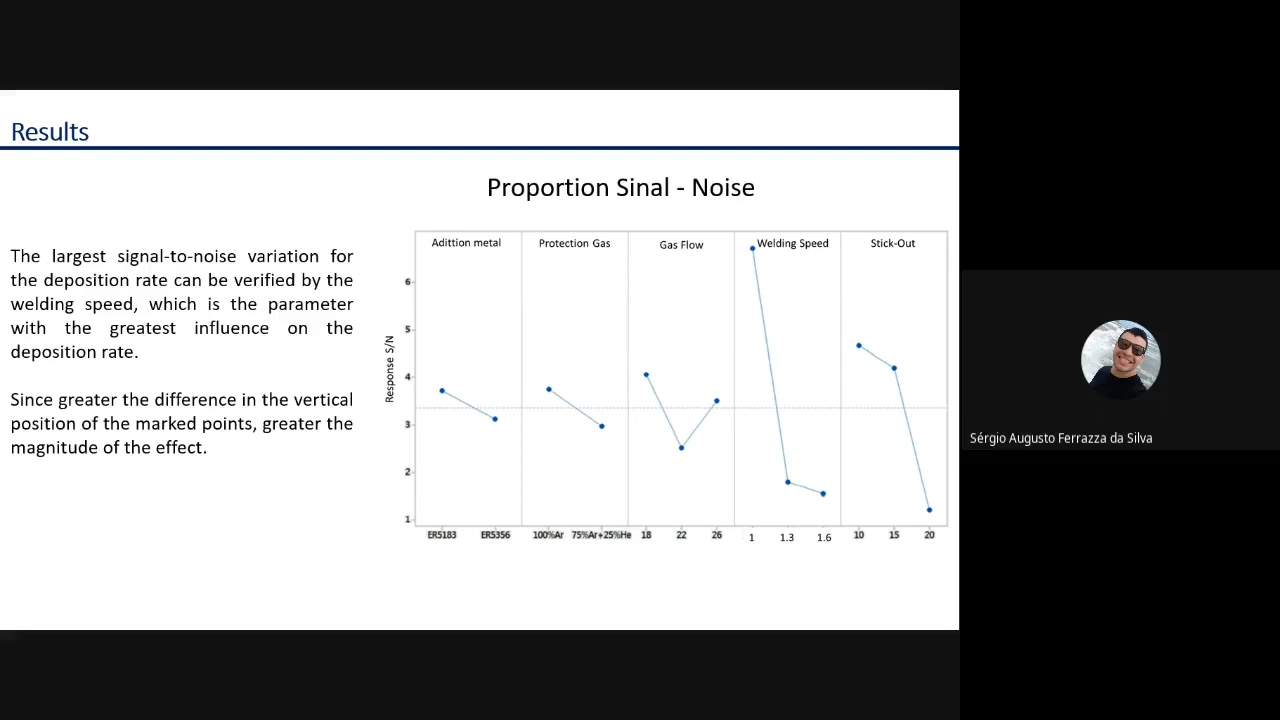 Results
Proportion Sinal - Noise
The largest signal-to-noise variation for
the deposition rate can be verified by the
welding speed, which is the parameter
with the greatest influence on the
deposition rate.
Since greater the difference in the vertical
position of the marked points, greater the
magnitude of the effect.
Adittion metal
Protection Gas
Gas Flow
Welding Speed
Stick-Out
Response S/N
6
5
4
3
2
1
ER5183
ER5356
100%Ar
75%Ar+25%He
18
22
26
1
1.3
1.6
10
15
20
Sérgio Augusto Ferrazza da Silva